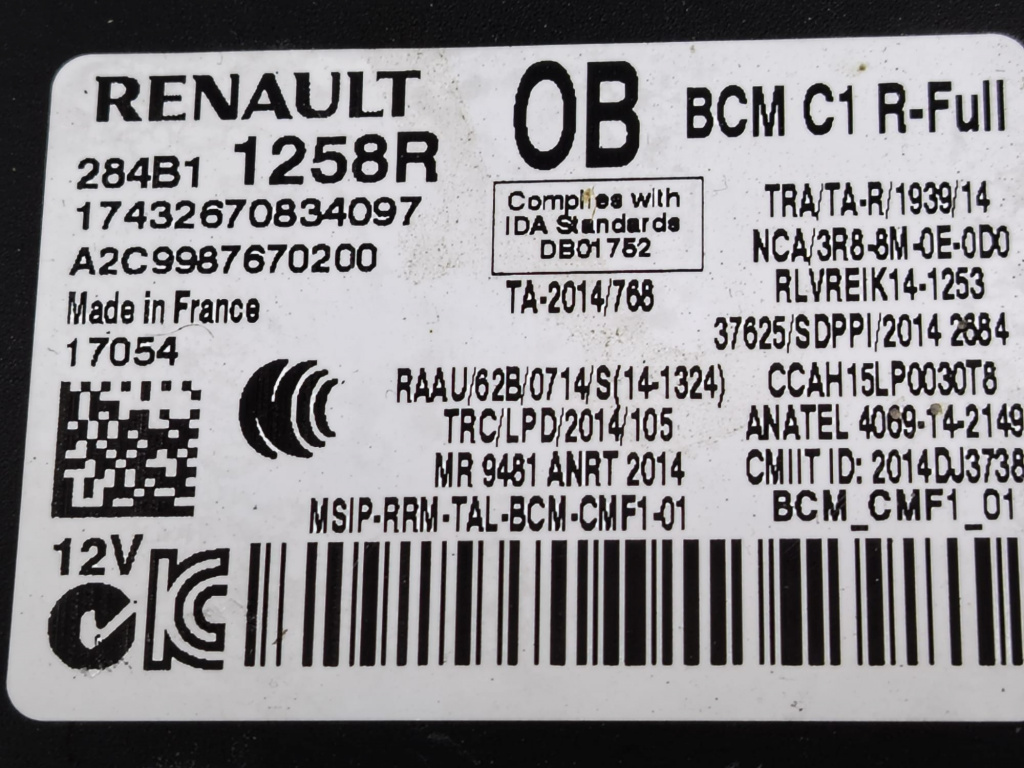 RENAULT
284B1 1258R
17432670834097
A2C9987670200
Made in France
17054
OB
BCM C1 R-Full
Complies with
IDA Standards
DB01752
TA-2014/768
TRA/TA-R/1939/14
NCA/3R8-8M-0E-0D0
RLVREIK14-1253
37625/SDPPI/2014 2884
RAAU/62B/0714/S(14-1324)
TRC/LPD/2014/105
MR 9481 ANRT 2014
MSIP-RRM-TAL-BCM-CMF1-01
CCAH15LP0030T8
ANATEL 4069-14-2149
CMIIT ID: 2014DJ3738
BCM_CMF1_01
12V